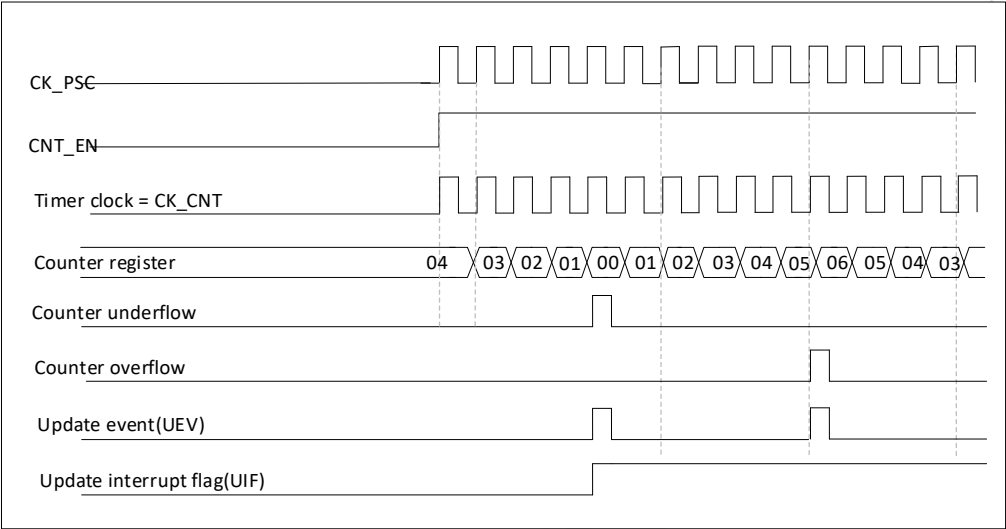 CK_PSC
CNT_EN
Timer clock = CK_CNT
Counter register 04 03 02 01 00 01 02 03 04 05 06 05 04 03
Counter underflow
Counter overflow
Update event(UEV)
Update interrupt flag(UIF)